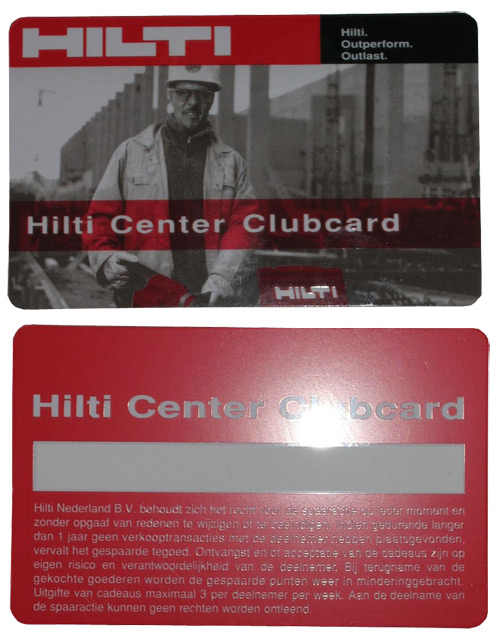 HILTI
Hilti.
Outperform.
Outlast.
Hilti Center Clubcard
HILTI
Hilti Center Clubcard
Hilti Nederland B.V. behoudt zich het recht voor de spaaractie op ieder moment en
zonder opgaaf van redenen te wijzigen of te beëindigen. Indien gedurende langer
dan 1 jaar geen verkooptransacties met de deelnemer hebben plaatsgevonden,
vervalt het gespaarde tegoed. Ontvangst en of acceptatie van de cadeaus zijn op
eigen risico en verantwoordelijkheid van de deelnemer. Bij terugname van de
gekochte goederen worden de gespaarde punten weer in minderinggebracht.
Uitgifte van cadeaus maximaal 3 per deelnemer per week. Aan de deelname van
de spaaractie kunnen geen rechten worden ontleend.